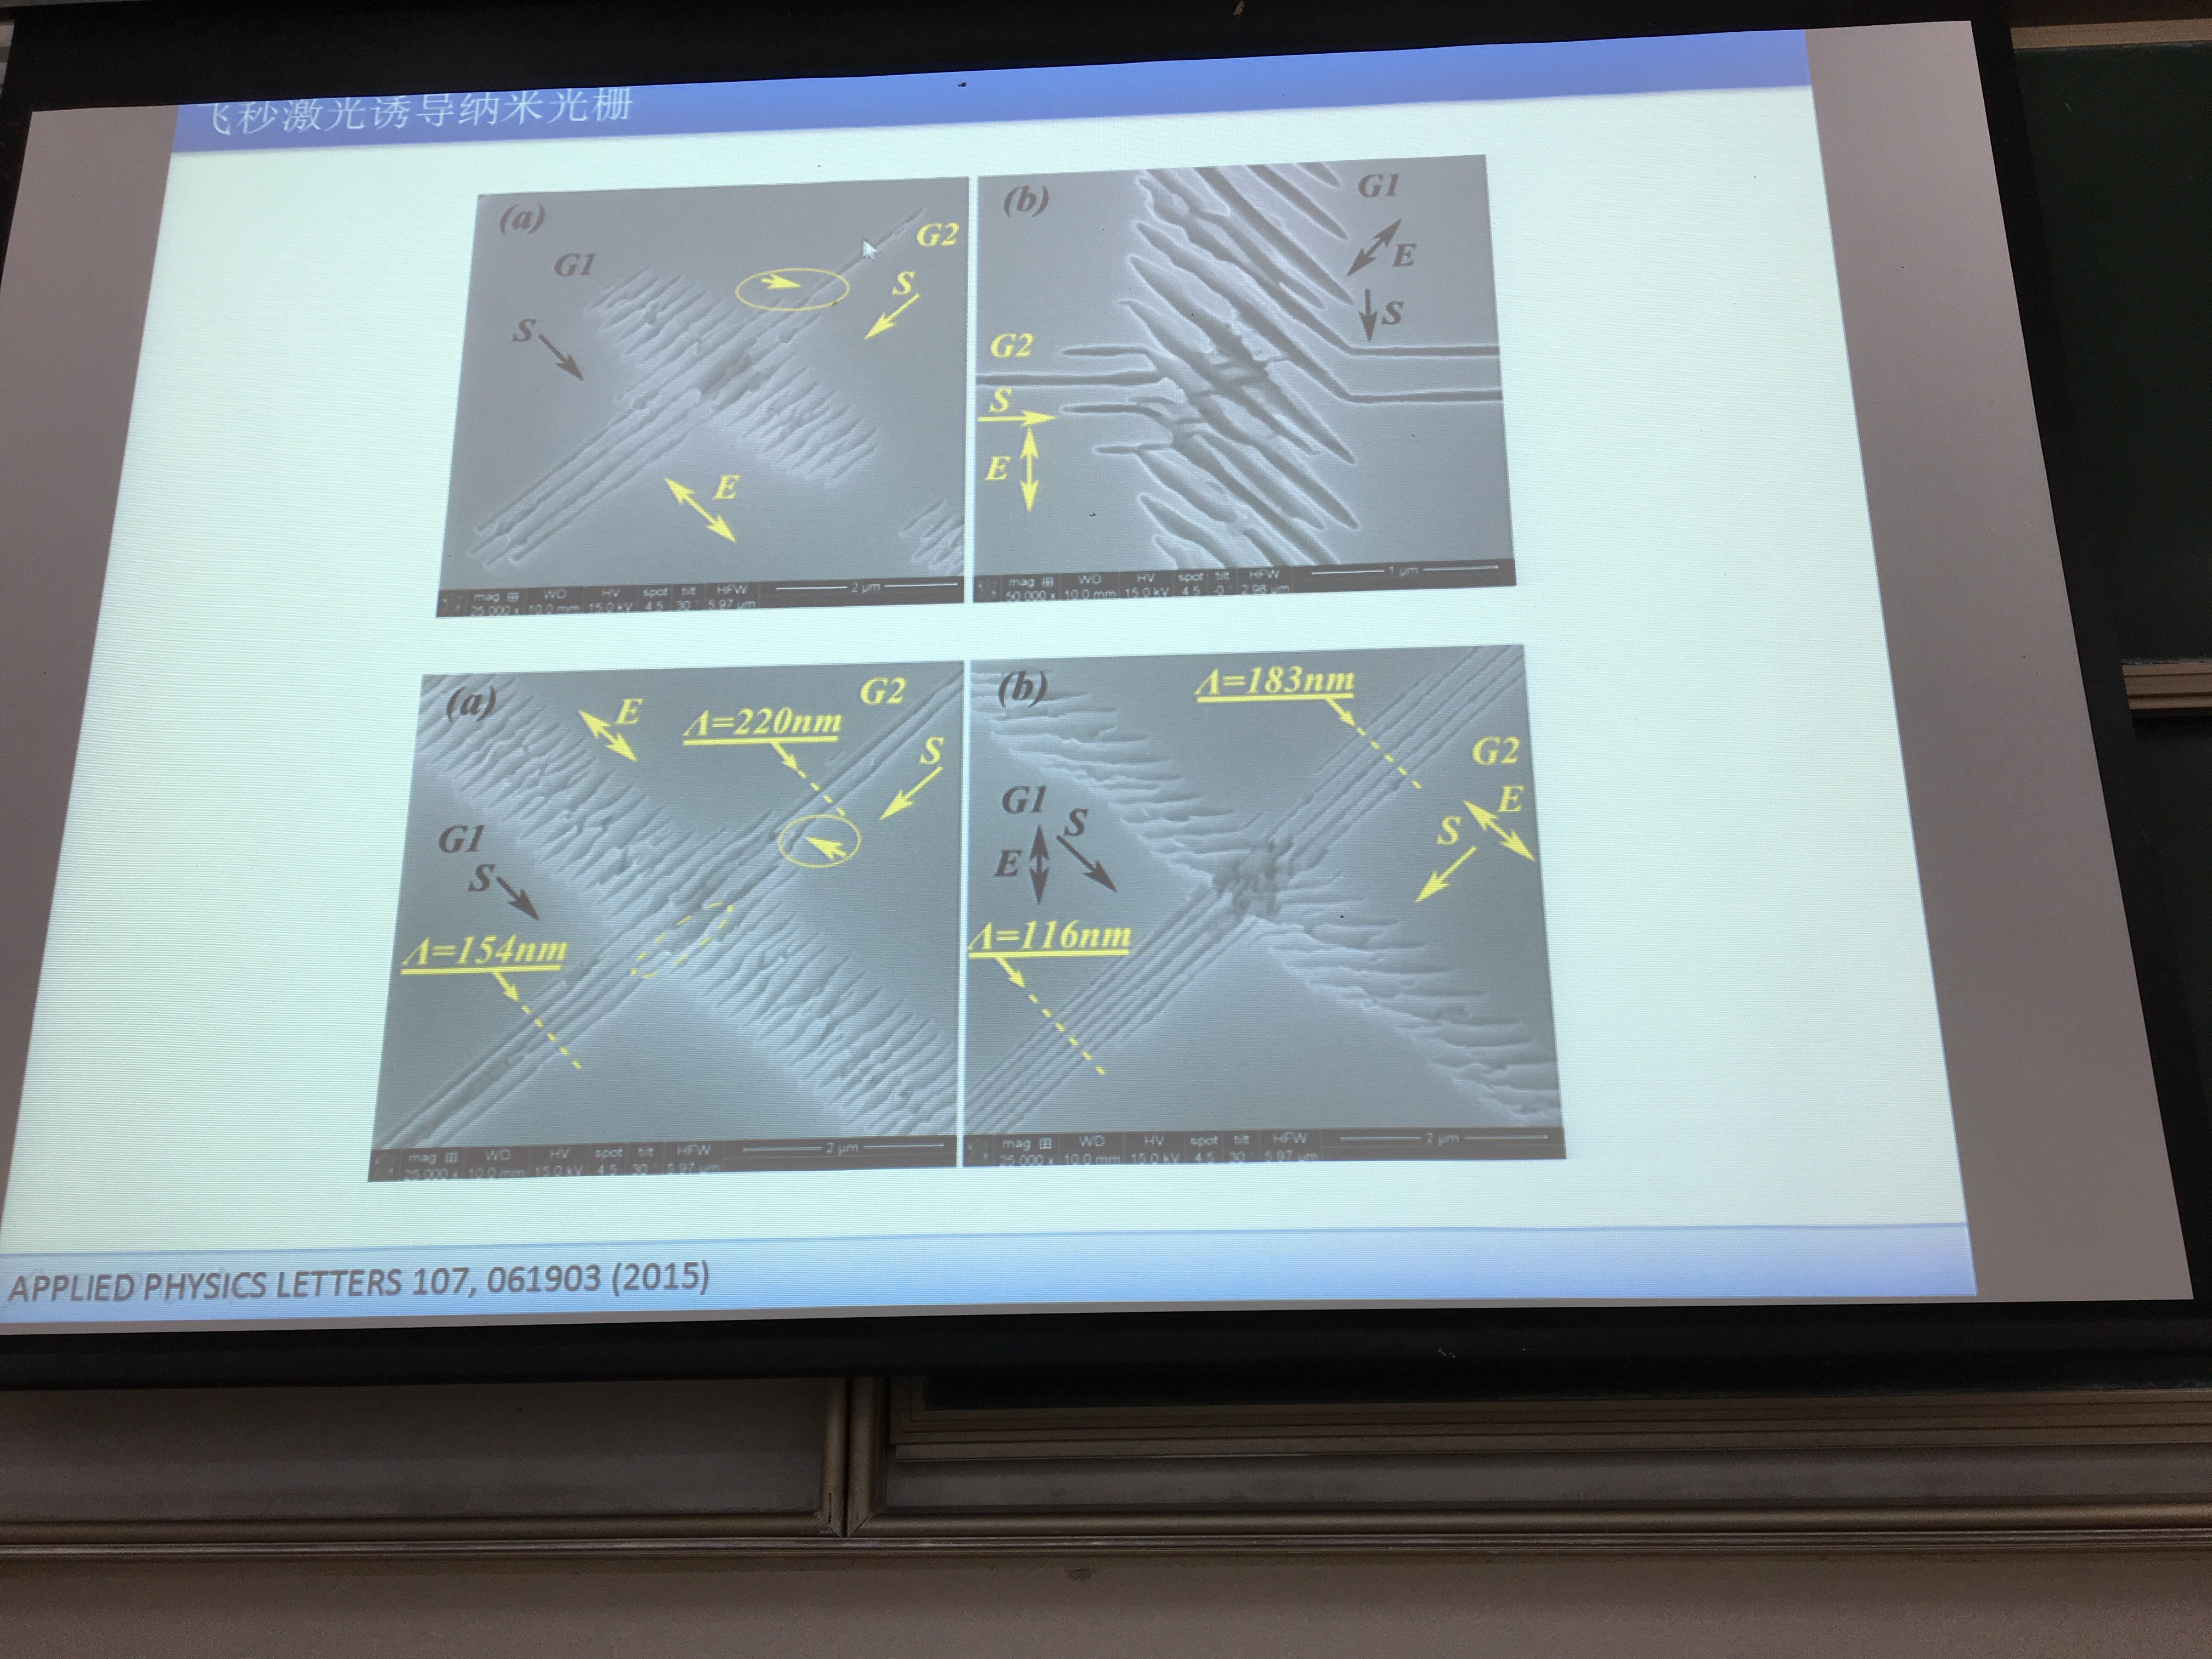 飞秒激光诱导纳米光栅
(a)
G1
S
G2
S
E
mag WD HV spot tilt HFW 2 µm
25 000 x 10.0 mm 15.0 kV 4.5 30 ° 5.97 µm
(b)
G1
E
S
G2
S
E
mag WD HV spot tilt HFW 1 µm
50 000 x 10.0 mm 15.0 kV 4.5 -0 ° 2.98 µm
(a)
E
Λ=220nm
G2
S
G1
S
Λ=154nm
mag WD HV spot tilt HFW 2 µm
25 000 x 10.0 mm 15.0 kV 4.5 30 ° 5.97 µm
(b)
Λ=183nm
G2
E
S
G1
S
E
Λ=116nm
mag WD HV spot tilt HFW 2 µm
25 000 x 10.0 mm 15.0 kV 4.5 30 ° 5.97 µm
APPLIED PHYSICS LETTERS 107, 061903 (2015)